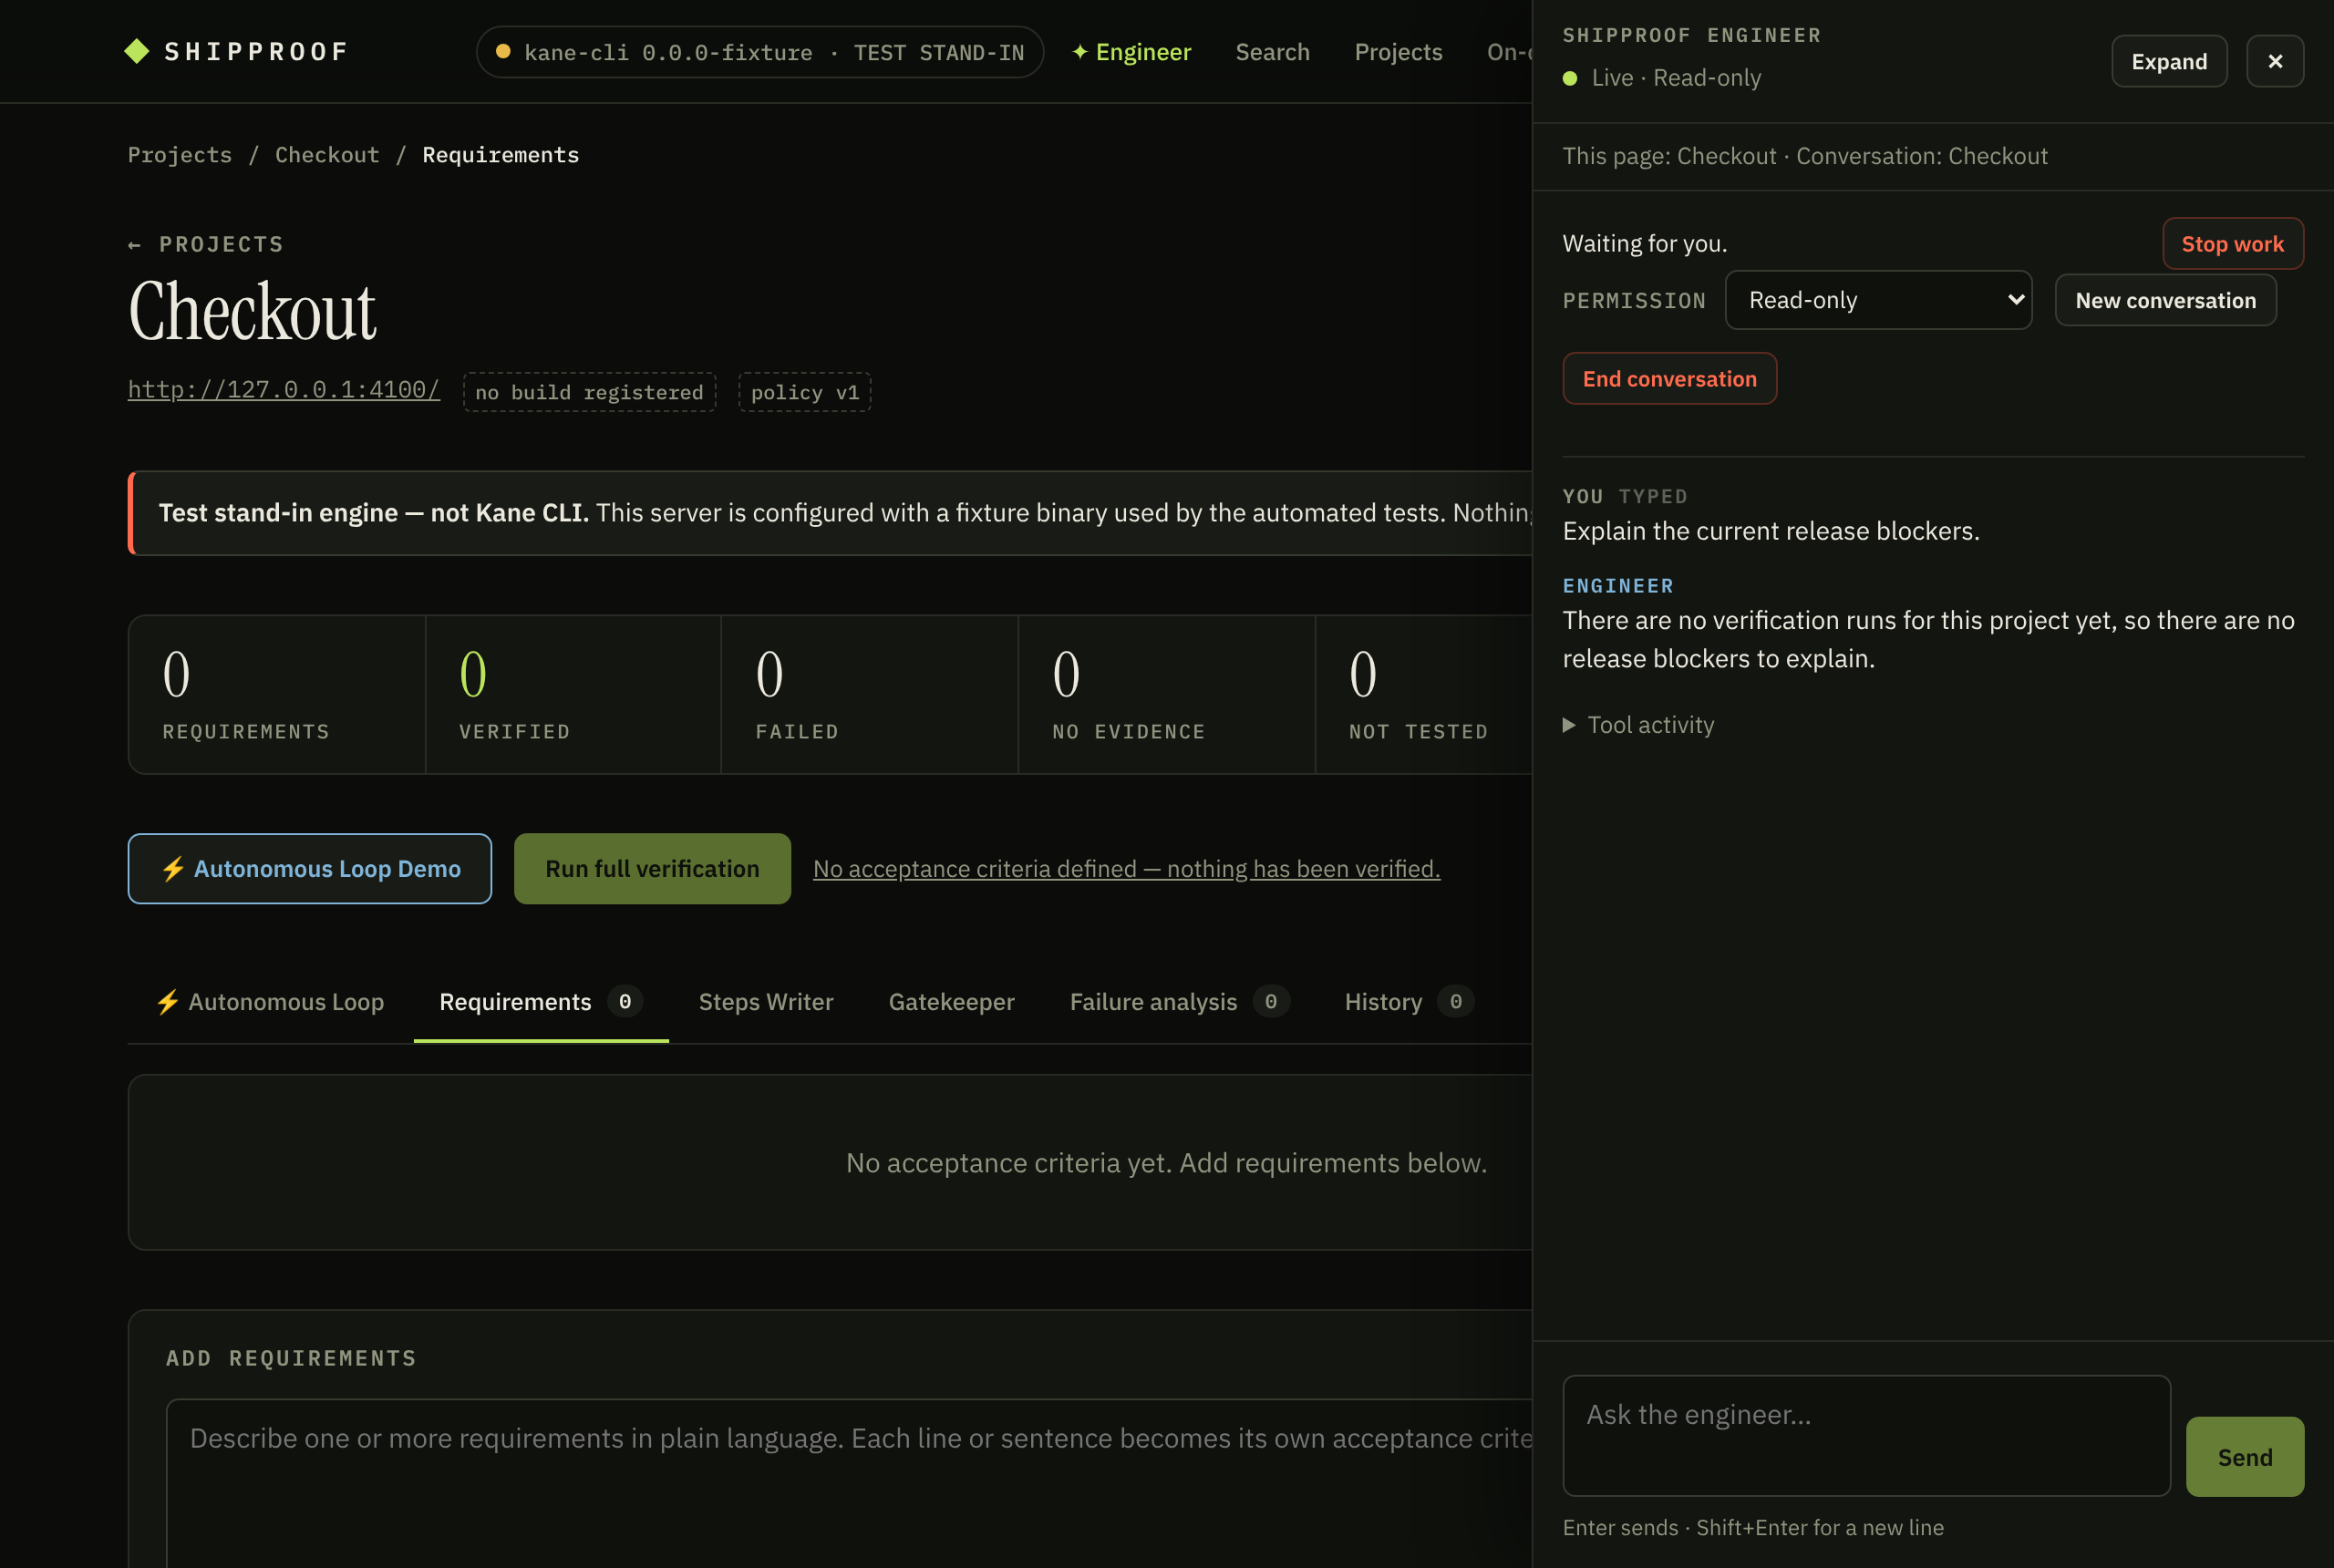 SHIPPROOF
kane-cli 0.0.0-fixture · TEST STAND-IN
✦ Engineer
Search
Projects
On-
Projects / Checkout / Requirements
← PROJECTS
Checkout
http://127.0.0.1:4100/
no build registered
policy v1
Test stand-in engine — not Kane CLI. This server is configured with a fixture binary used by the automated tests. Nothing
0
REQUIREMENTS
0
VERIFIED
0
FAILED
0
NO EVIDENCE
0
NOT TESTED
⚡ Autonomous Loop Demo
Run full verification
No acceptance criteria defined — nothing has been verified.
⚡ Autonomous Loop
Requirements 0
Steps Writer
Gatekeeper
Failure analysis 0
History 0
No acceptance criteria yet. Add requirements below.
ADD REQUIREMENTS
Describe one or more requirements in plain language. Each line or sentence becomes its own acceptance crite
SHIPPROOF ENGINEER
Live · Read-only
Expand
✕
This page: Checkout · Conversation: Checkout
Waiting for you.
Stop work
PERMISSION
Read-only
New conversation
End conversation
YOU TYPED
Explain the current release blockers.
ENGINEER
There are no verification runs for this project yet, so there are no
release blockers to explain.
▶ Tool activity
Ask the engineer...
Send
Enter sends · Shift+Enter for a new line